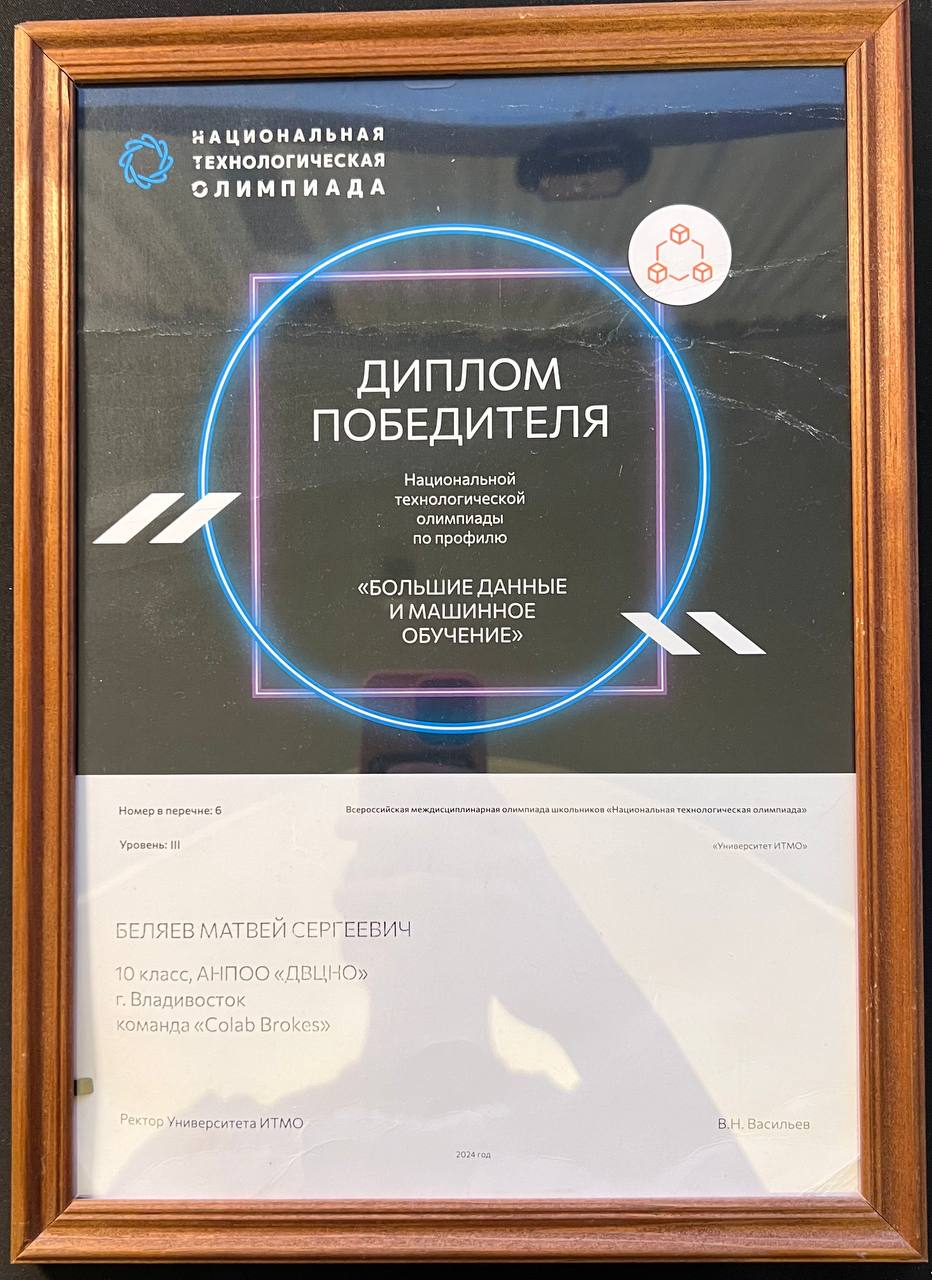 НАЦИОНАЛЬНАЯ
ТЕХНОЛОГИЧЕСКАЯ
ОЛИМПИАДА
ДИПЛОМ
ПОБЕДИТЕЛЯ
Национальной
технологической
олимпиады
по профилю
«БОЛЬШИЕ ДАННЫЕ
И МАШИННОЕ
ОБУЧЕНИЕ»
Номер в перечне: 6
Всероссийская междисциплинарная олимпиада школьников «Национальная технологическая олимпиада»
Уровень: III
«Университет ИТМО»
БЕЛЯЕВ МАТВЕЙ СЕРГЕЕВИЧ
10 класс, АНПОО «ДВЦНО»
г. Владивосток
команда «Colab Brokes»
Ректор Университета ИТМО
В.Н. Васильев
2024 год